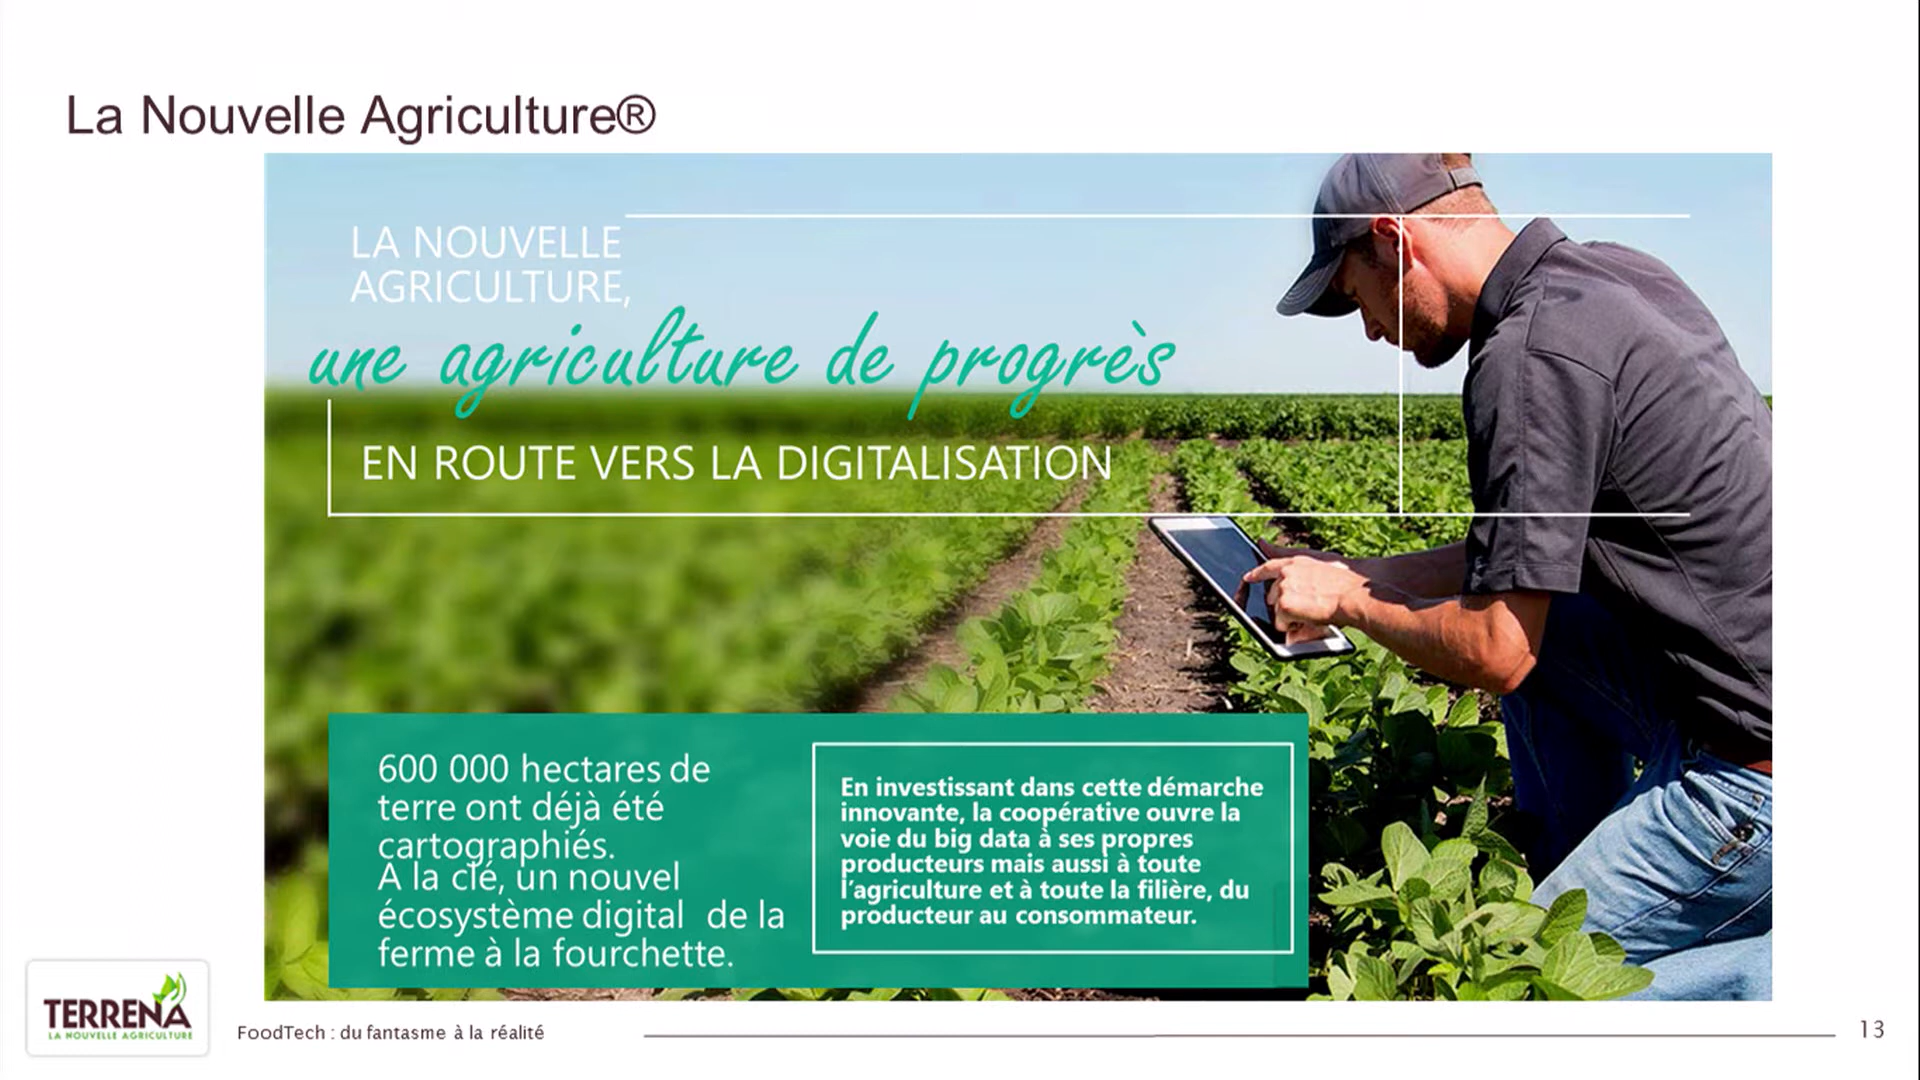 La Nouvelle Agriculture®
LA NOUVELLE
AGRICULTURE,
une agriculture de progrès
EN ROUTE VERS LA DIGITALISATION
600 000 hectares de
terre ont déjà été
cartographiés.
A la clé, un nouvel
écosystème digital de la
ferme à la fourchette.
En investissant dans cette démarche
innovante, la coopérative ouvre la
voie du big data à ses propres
producteurs mais aussi à toute
l'agriculture et à toute la filière, du
producteur au consommateur.
TERRENA
LA NOUVELLE AGRICULTURE
FoodTech : du fantasme à la réalité
13